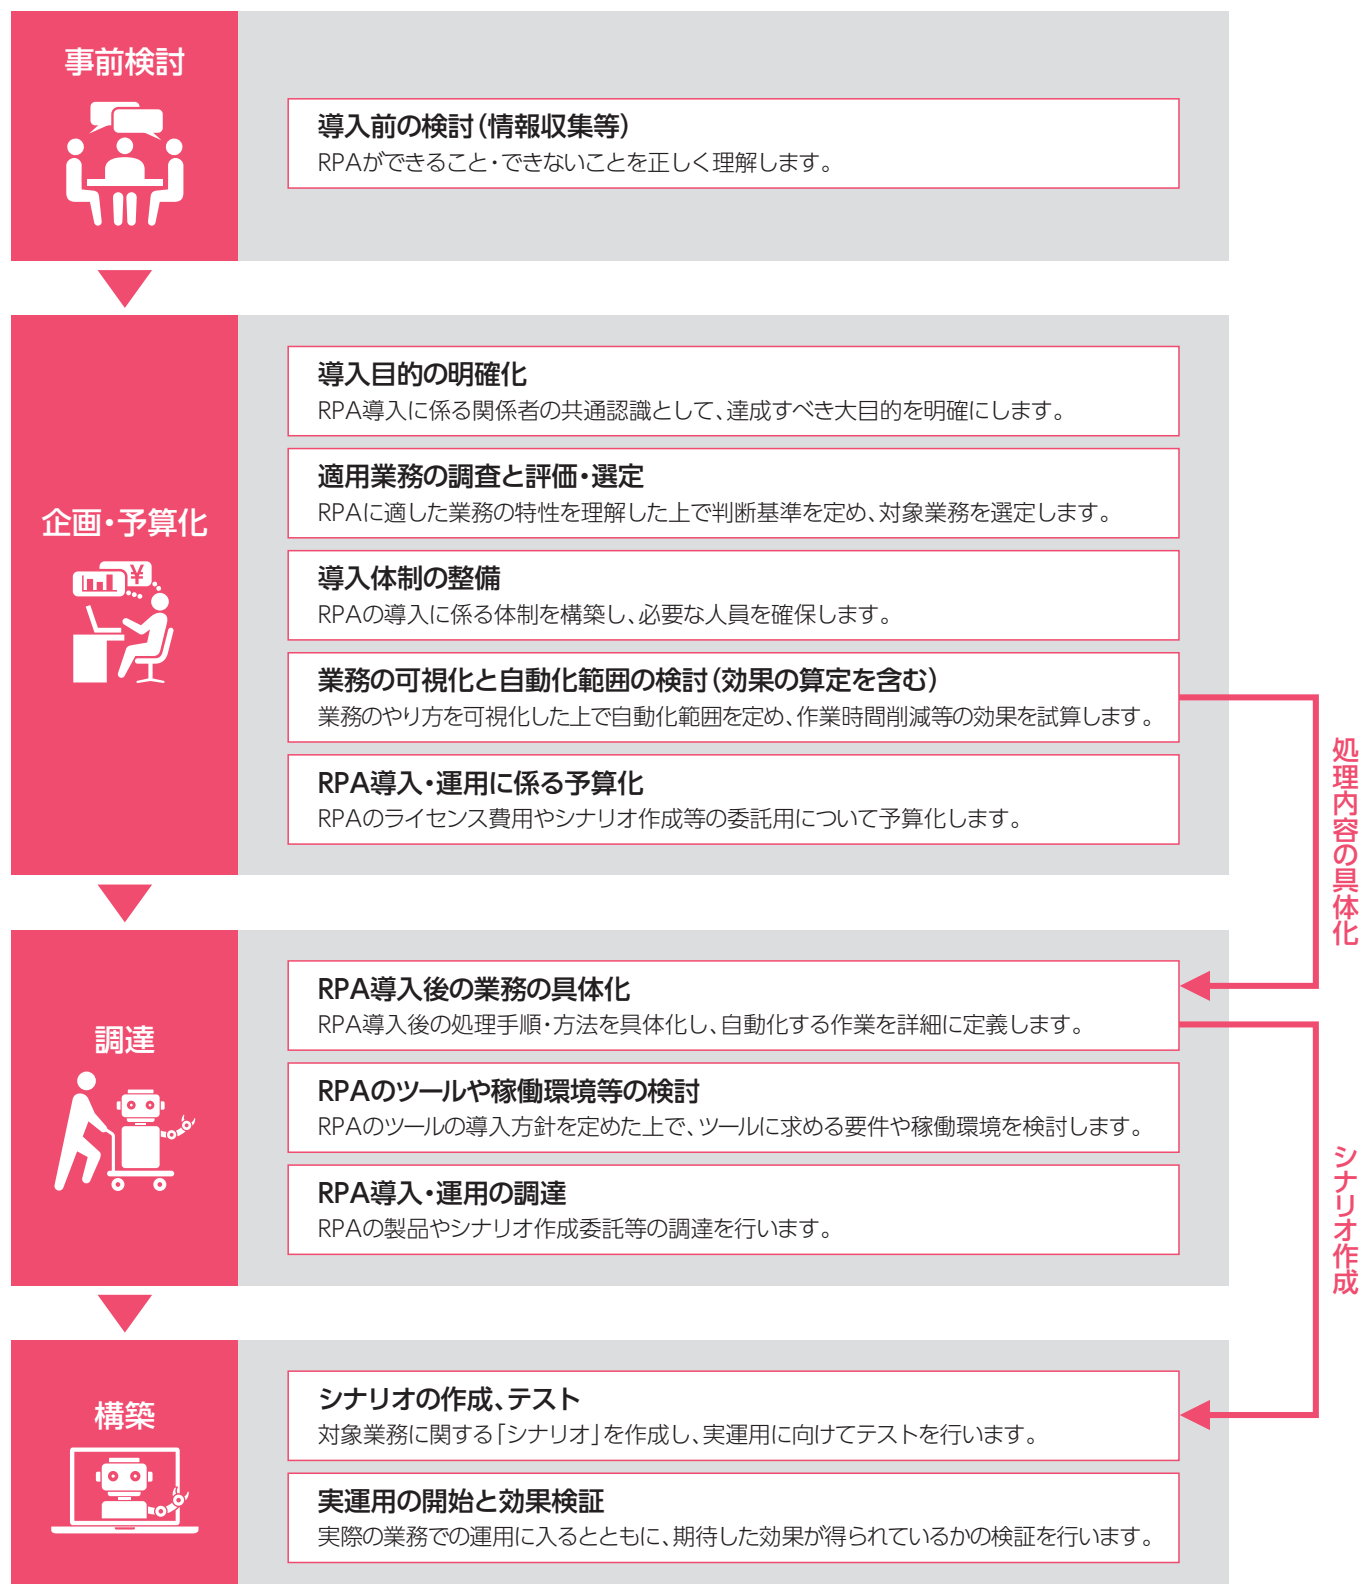 事前検討
導入前の検討（情報収集等）
RPAができること・できないことを正しく理解します。
企画・予算化
¥
導入目的の明確化
RPA導入に係る関係者の共通認識として、達成すべき大目的を明確にします。
適用業務の調査と評価・選定
RPAに適した業務の特性を理解した上で判断基準を定め、対象業務を選定します。
導入体制の整備
RPAの導入に係る体制を構築し、必要な人員を確保します。
業務の可視化と自動化範囲の検討（効果の算定を含む）
業務のやり方を可視化した上で自動化範囲を定め、作業時間削減等の効果を試算します。
RPA導入・運用に係る予算化
RPAのライセンス費用やシナリオ作成等の委託用について予算化します。
処理内容の具体化
調達
RPA導入後の業務の具体化
RPA導入後の処理手順・方法を具体化し、自動化する作業を詳細に定義します。
RPAのツールや稼働環境等の検討
RPAのツールの導入方針を定めた上で、ツールに求める要件や稼働環境を検討します。
RPA導入・運用の調達
RPAの製品やシナリオ作成委託等の調達を行います。
シナリオ作成
構築
シナリオの作成、テスト
対象業務に関する「シナリオ」を作成し、実運用に向けてテストを行います。
実運用の開始と効果検証
実際の業務での運用に入るとともに、期待した効果が得られているかの検証を行います。